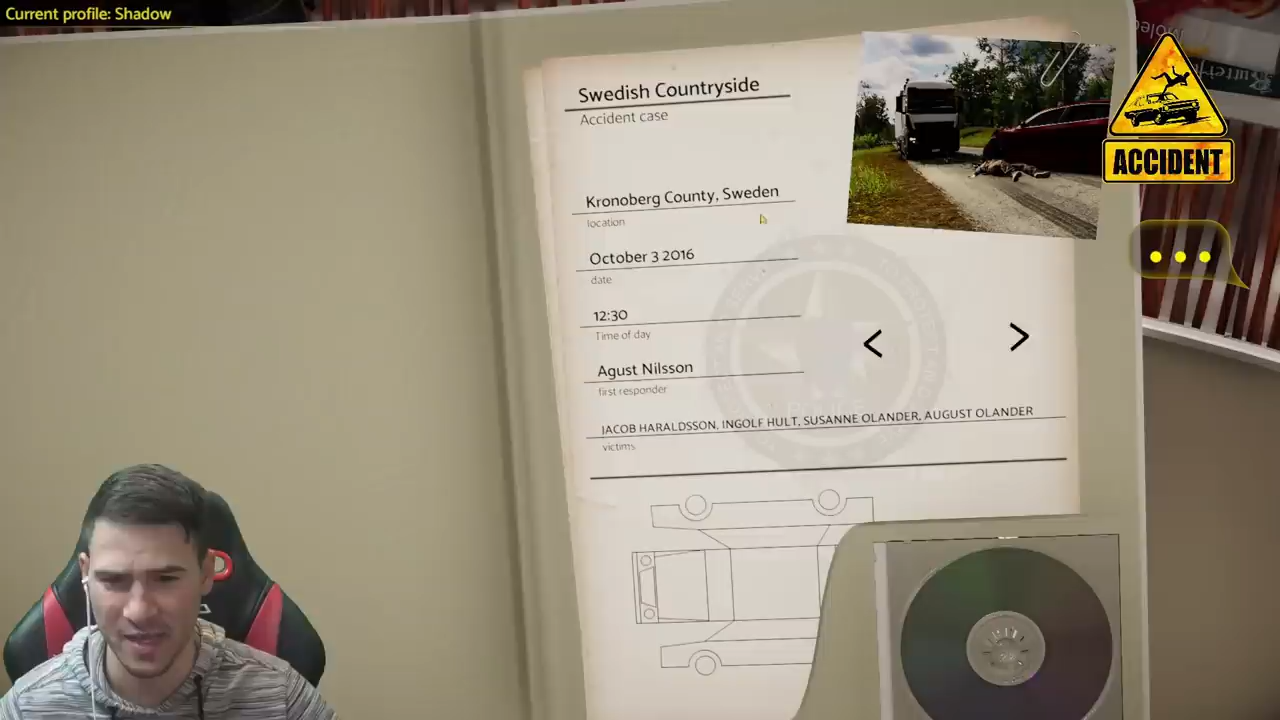 Current profile: Shadow
Swedish Countryside
Accident case
ACCIDENT
Kronoberg County, Sweden
location
October 3 2016
date
12:30
Time of day
Agust Nilsson
first responder
JACOB HARALDSSON, INGOLF HULT, SUSANNE OLANDER, AUGUST OLANDER
victims